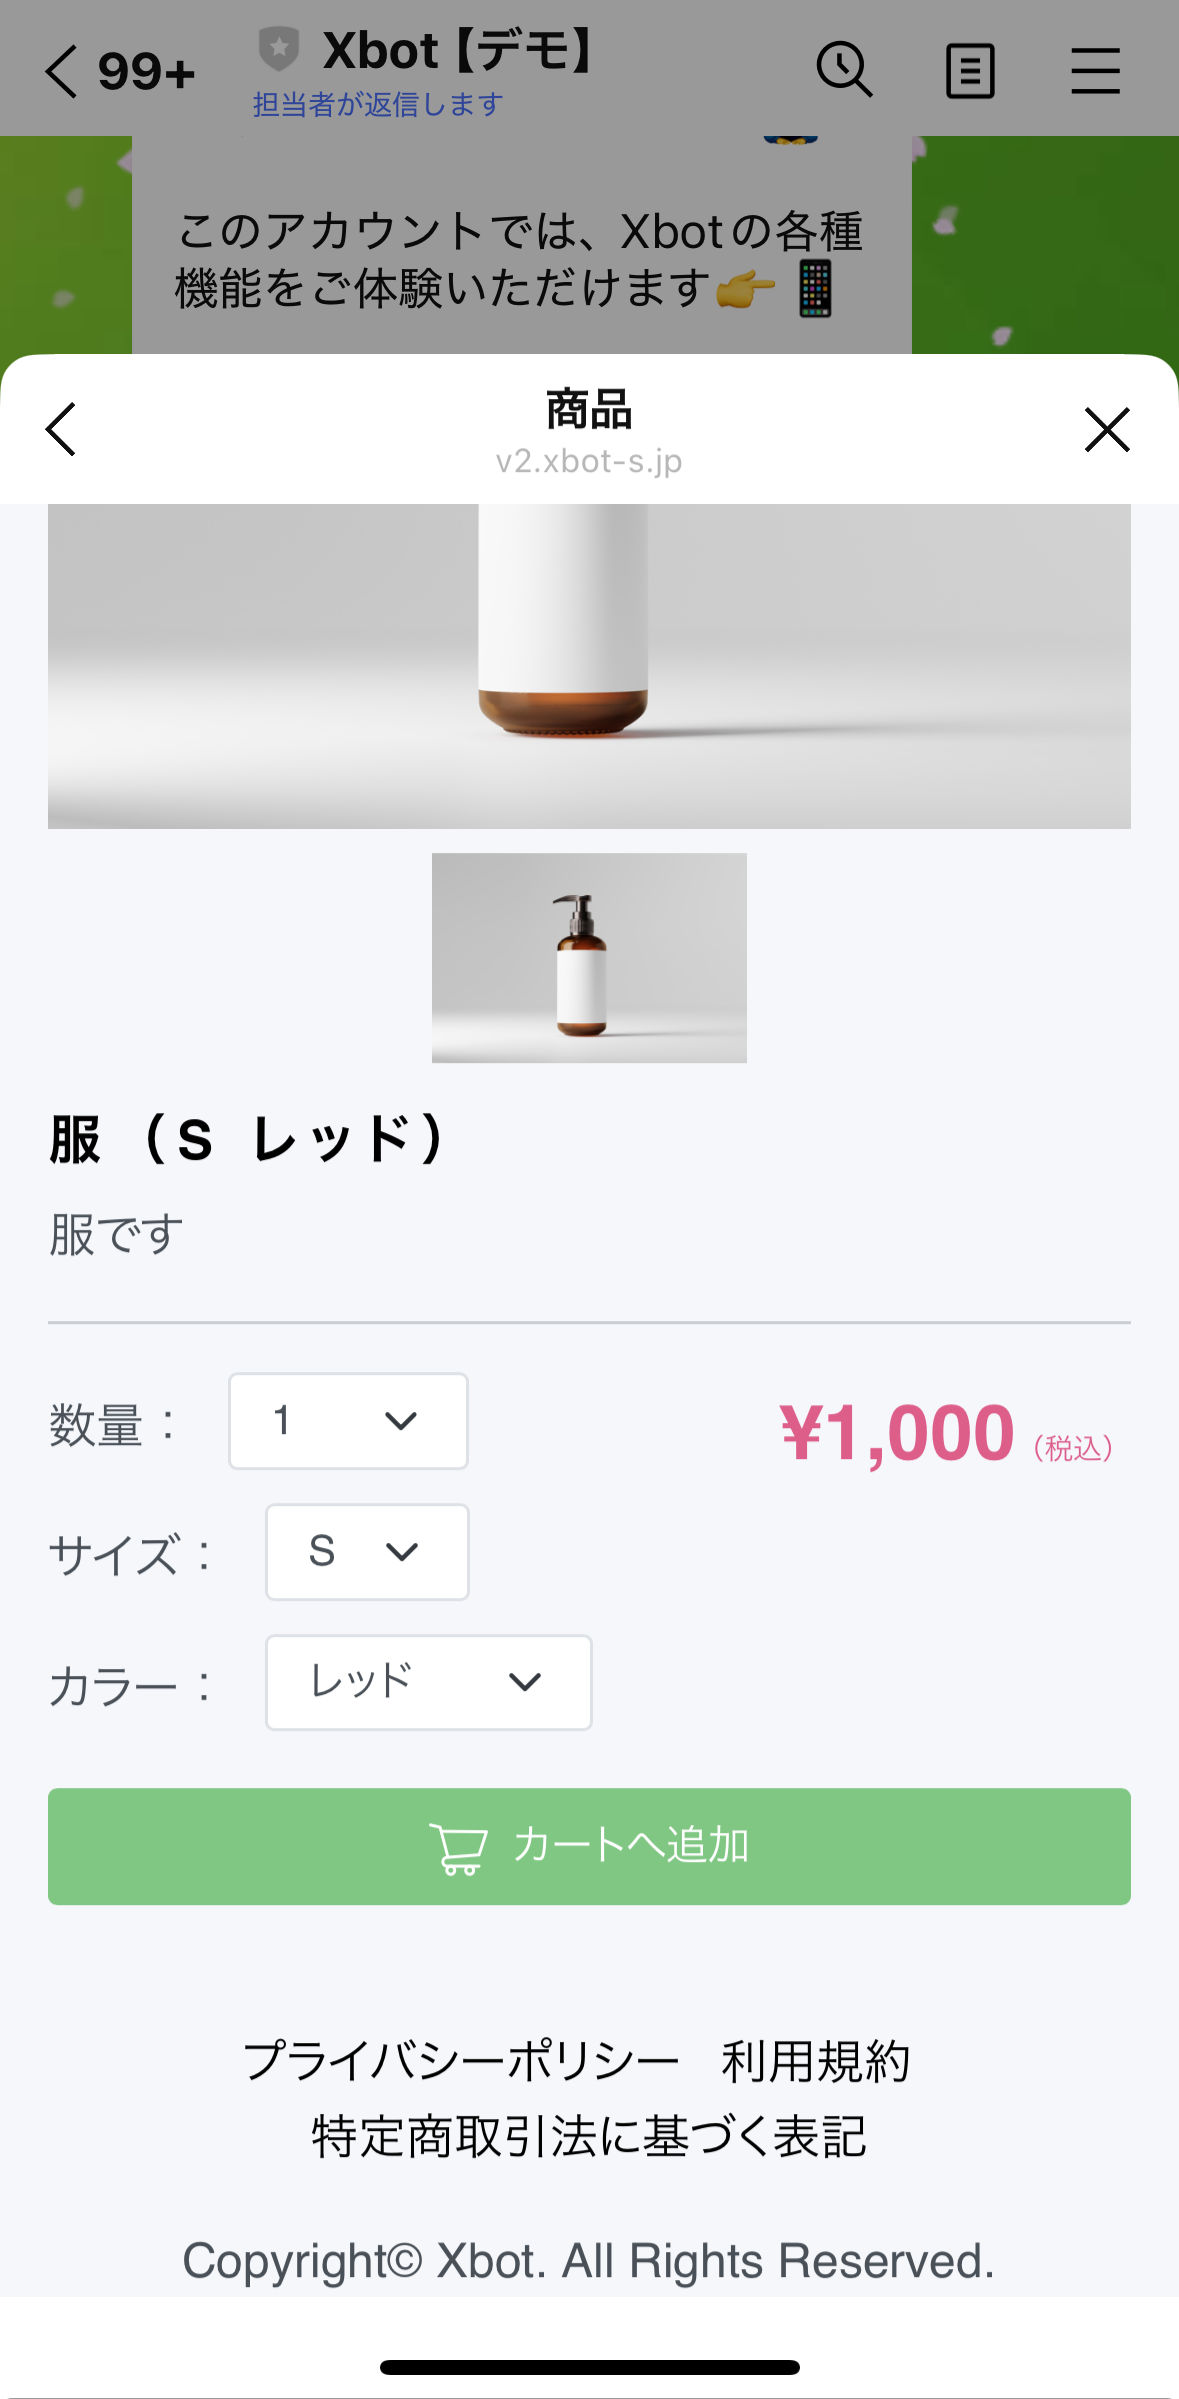 99+
Xbot【デモ】
担当者が返信します
このアカウントでは、Xbotの各種
機能をご体験いただけます👉📱
商品
v2.xbot-s.jp
服 （S レッド）
服です
数量： 1
¥1,000（税込）
サイズ： S
カラー： レッド
カートへ追加
プライバシーポリシー 利用規約
特定商取引法に基づく表記
Copyright© Xbot. All Rights Reserved.